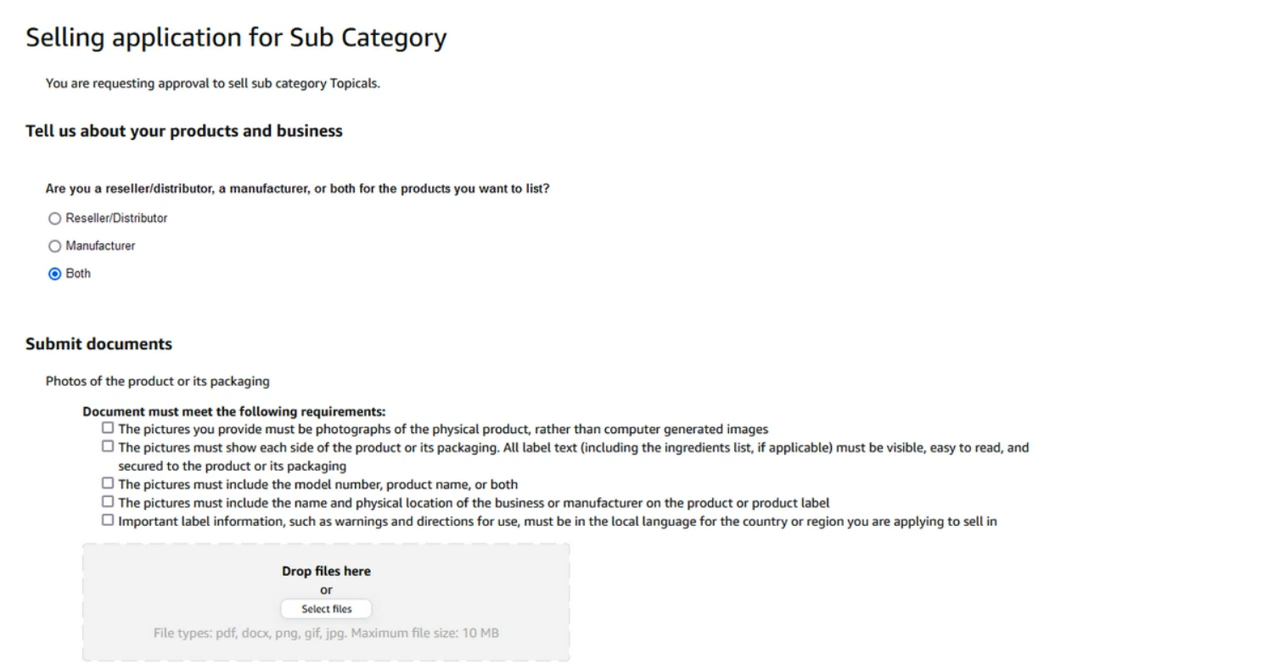 Selling application for Sub Category
You are requesting approval to sell sub category Topicals.
Tell us about your products and business
Are you a reseller/distributor, a manufacturer, or both for the products you want to list?
Reseller/Distributor
Manufacturer
Both
Submit documents
Photos of the product or its packaging
Document must meet the following requirements:
The pictures you provide must be photographs of the physical product, rather than computer generated images
The pictures must show each side of the product or its packaging. All label text (including the ingredients list, if applicable) must be visible, easy to read, and
secured to the product or its packaging
The pictures must include the model number, product name, or both
The pictures must include the name and physical location of the business or manufacturer on the product or product label
Important label information, such as warnings and directions for use, must be in the local language for the country or region you are applying to sell in
Drop files here
or
Select files
File types: pdf, docx, png, gif, jpg. Maximum file size: 10 MB